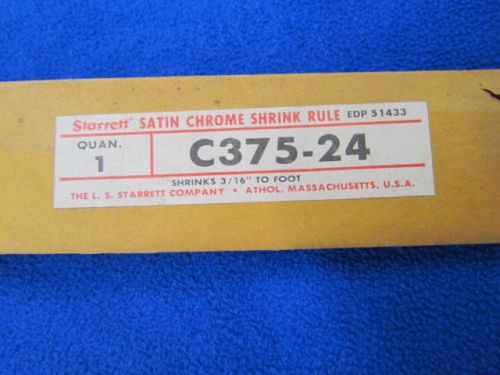 Starrett SATIN CHROME SHRINK RULE EDP 51433
QUAN.
1
C375-24
SHRINKS 3/16" TO FOOT
THE L. S. STARRETT COMPANY • ATHOL, MASSACHUSETTS, U.S.A.